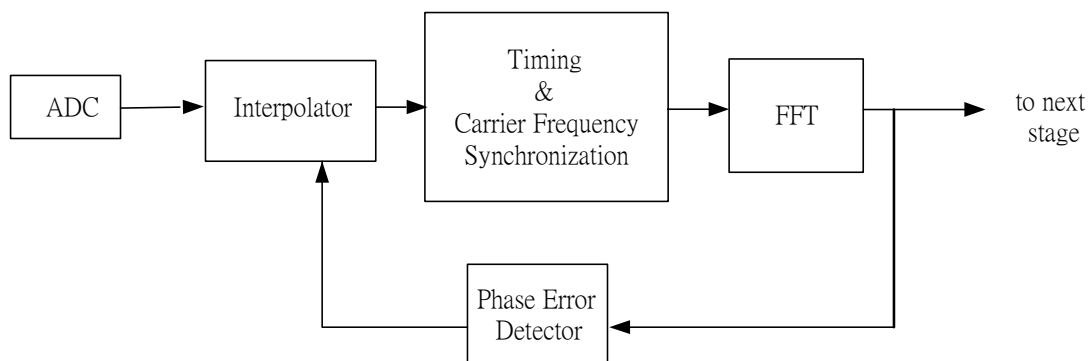 ADC
Interpolator
Timing
&
Carrier Frequency
Synchronization
FFT
to next
stage
Phase Error
Detector